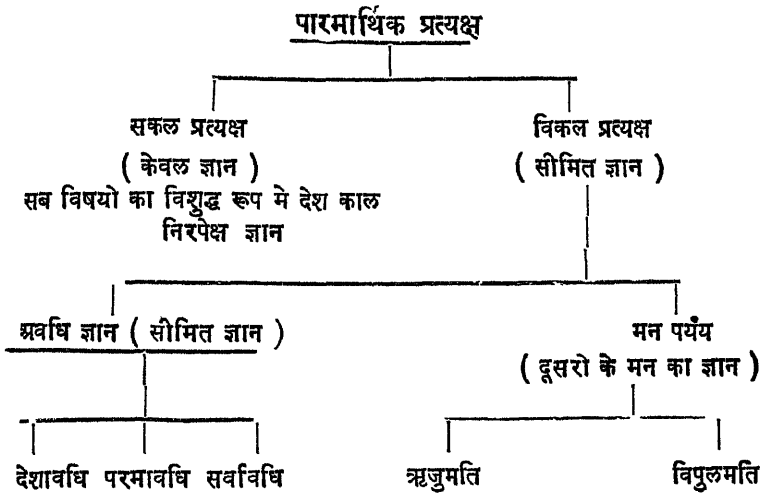 पारमार्थिक प्रत्यक्ष
सकल प्रत्यक्ष
विकल प्रत्यक्ष
( केवल ज्ञान )
( सीमित ज्ञान )
सब विषयो का विशुद्ध रूप मे देश काल
निरपेक्ष ज्ञान
अवधि ज्ञान ( सीमित ज्ञान )
मन पर्यय
( दूसरो के मन का ज्ञान )
देशावधि परमावधि सर्वावधि
ऋजुमति
विपुलमति